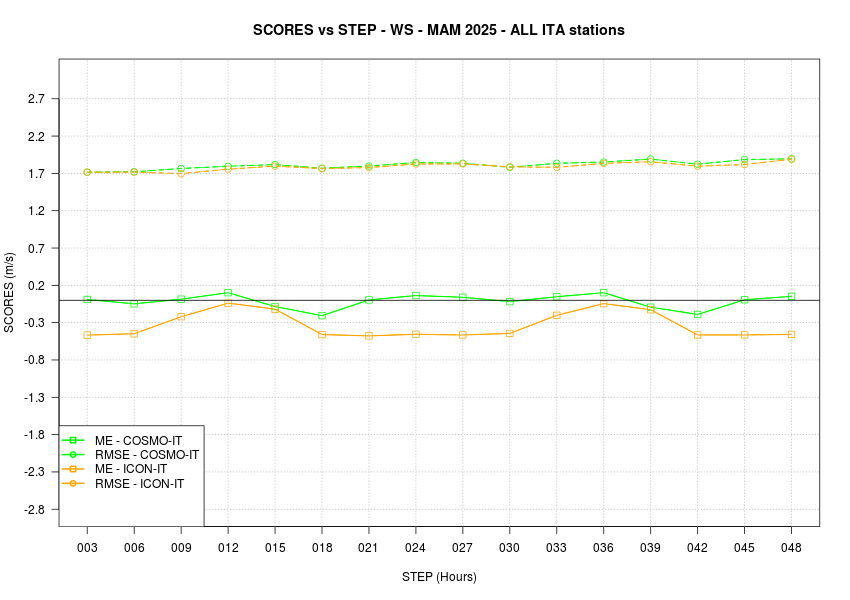 SCORES vs STEP - WS - MAM 2025 - ALL ITA stations
SCORES (m/s)
2.7
2.2
1.7
1.2
0.7
0.2
-0.3
-0.8
-1.3
-1.8
-2.3
-2.8
ME - COSMO-IT
RMSE - COSMO-IT
ME - ICON-IT
RMSE - ICON-IT
003 006 009 012 015 018 021 024 027 030 033 036 039 042 045 048
STEP (Hours)